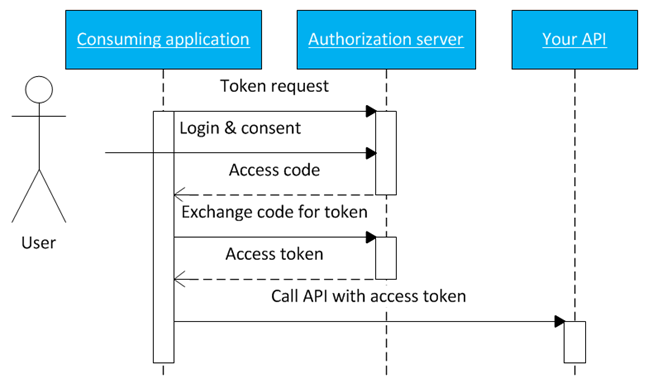 Consuming application
Authorization server
Your API
Token request
Login & consent
Access code
Exchange code for token
Access token
Call API with access token
User